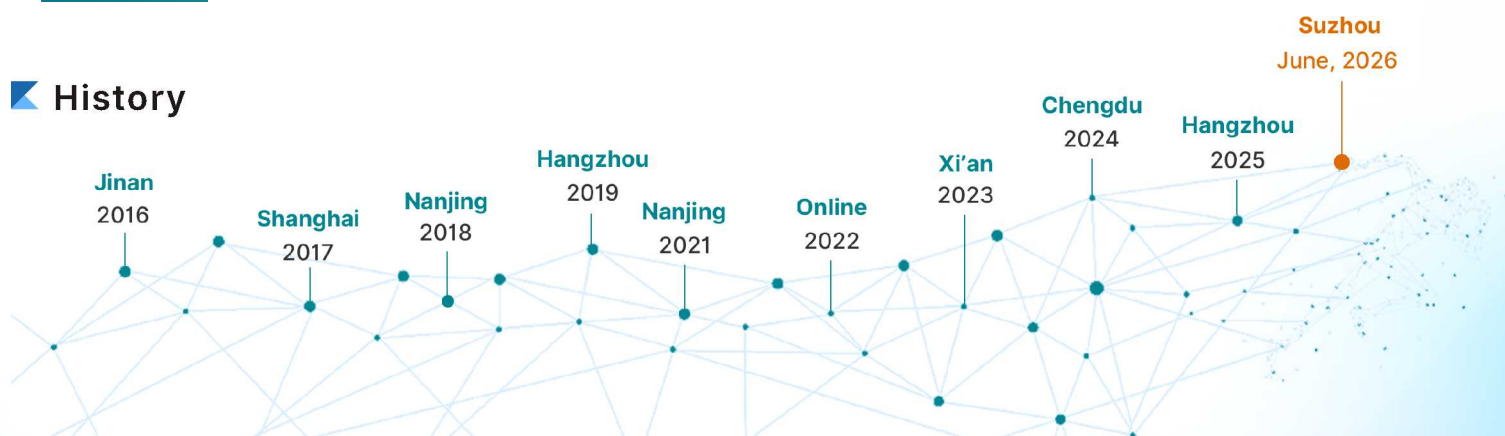 History
Jinan
2016
Shanghai
2017
Nanjing
2018
Hangzhou
2019
Nanjing
2021
Online
2022
Xi’an
2023
Chengdu
2024
Hangzhou
2025
Suzhou
June, 2026